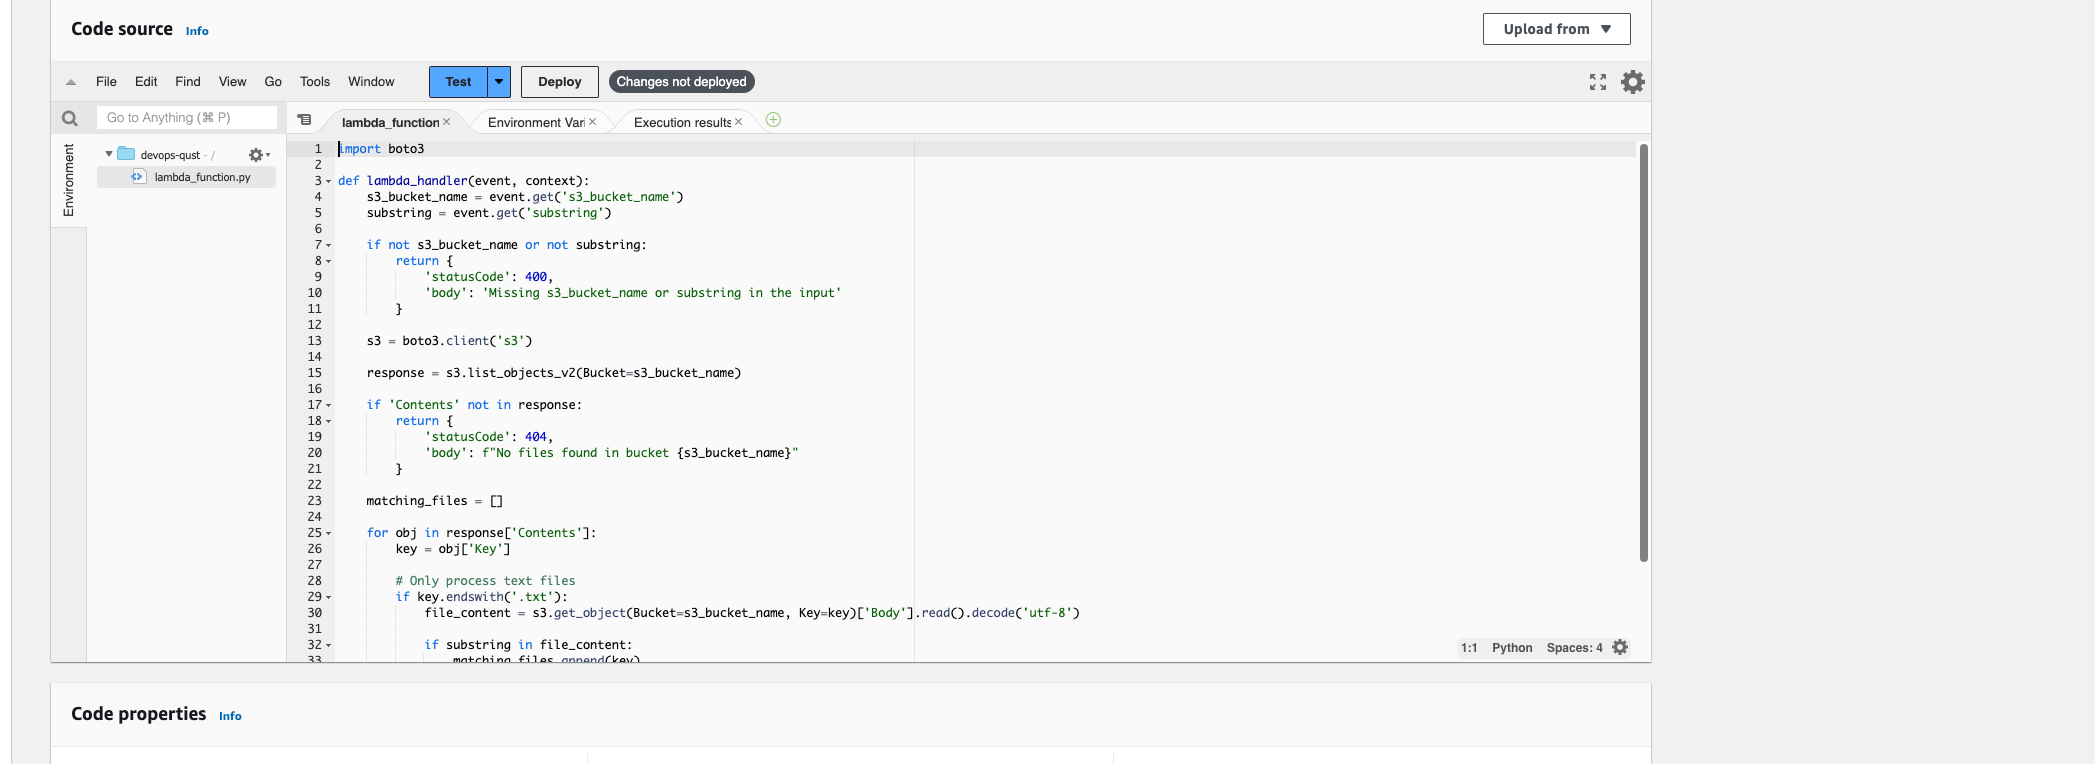 Code source Info
Upload from
File Edit Find View Go Tools Window Test Deploy Changes not deployed
Go to Anything (⌘ P)
lambda_function × Environment Vari × Execution results ×
Environment
devops-qust - /
lambda_function.py
1 import boto3
2
3 def lambda_handler(event, context):
4     s3_bucket_name = event.get('s3_bucket_name')
5     substring = event.get('substring')
6
7     if not s3_bucket_name or not substring:
8         return {
9             'statusCode': 400,
10             'body': 'Missing s3_bucket_name or substring in the input'
11         }
12
13     s3 = boto3.client('s3')
14
15     response = s3.list_objects_v2(Bucket=s3_bucket_name)
16
17     if 'Contents' not in response:
18         return {
19             'statusCode': 404,
20             'body': f"No files found in bucket {s3_bucket_name}"
21         }
22
23     matching_files = []
24
25     for obj in response['Contents']:
26         key = obj['Key']
27
28         # Only process text files
29         if key.endswith('.txt'):
30             file_content = s3.get_object(Bucket=s3_bucket_name, Key=key)['Body'].read().decode('utf-8')
31
32             if substring in file_content:
33                 matching_files.append(key)
1:1 Python Spaces: 4
Code properties Info